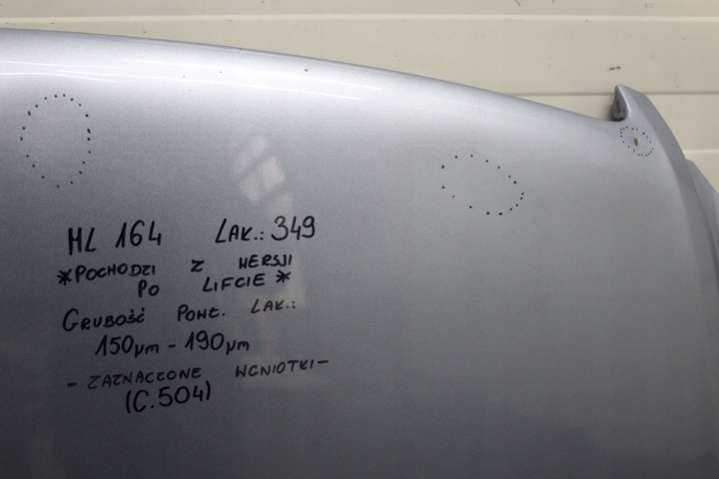 ML 164 LAK.: 349
*POCHODZI Z WERSJI
PO LIFCIE*
GRUBOŚĆ POWŁ. LAK.:
150µm - 190µm
- ZAZNACZONE WGNIOTKI -
(C.504)